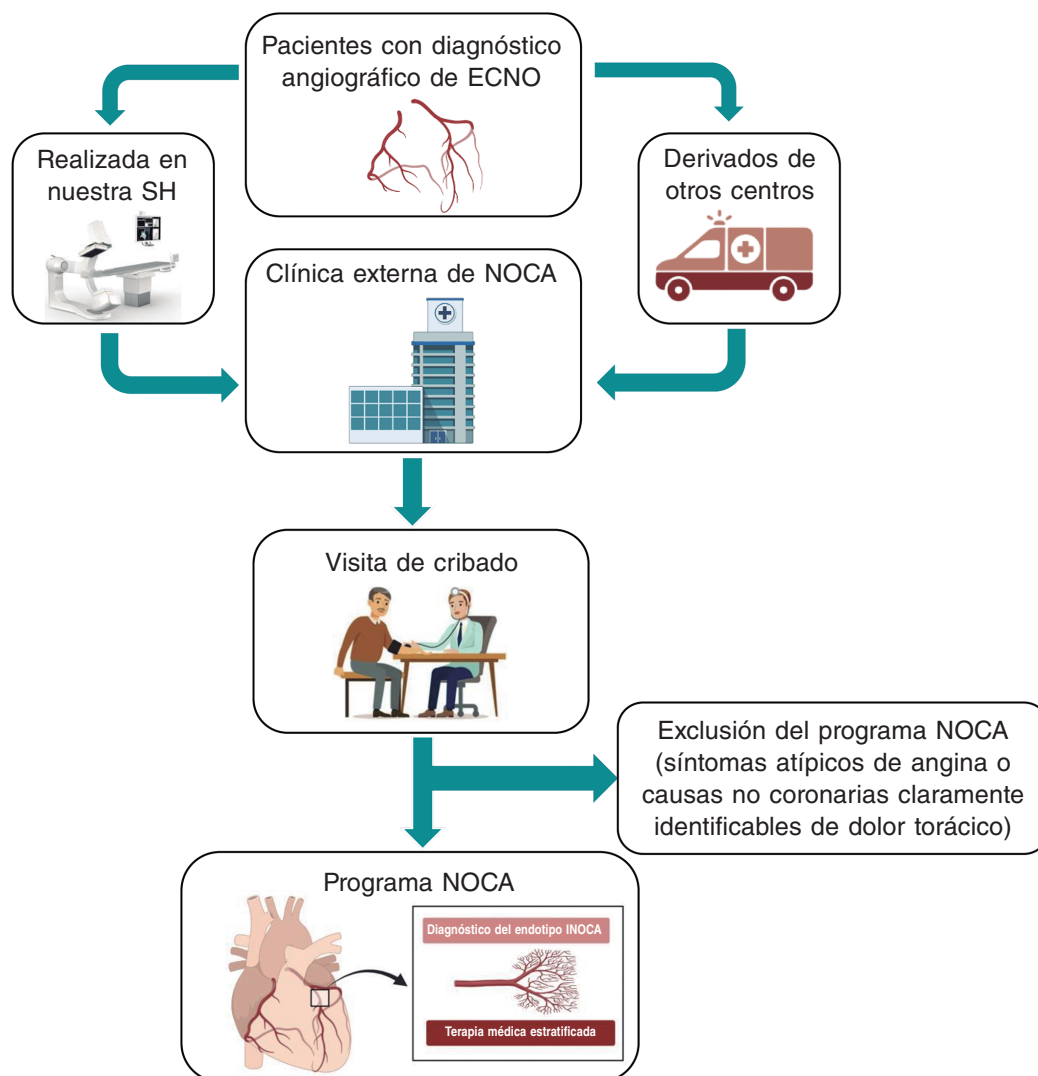 Pacientes con diagnóstico
angiográfico de ECNO
Realizada en
nuestra SH
Derivados de
otros centros
Clínica externa de NOCA
Visita de cribado
Exclusión del programa NOCA
(síntomas atípicos de angina o
causas no coronarias claramente
identificables de dolor torácico)
Programa NOCA
Diagnóstico del endotipo INOCA
Terapia médica estratificada